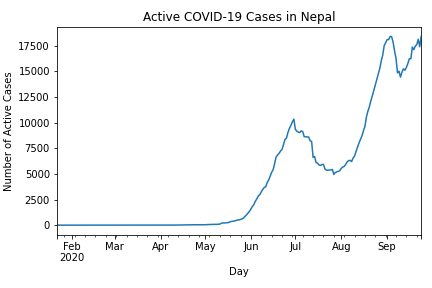 Active COVID-19 Cases in Nepal
Number of Active Cases
17500
15000
12500
10000
7500
5000
2500
0
Feb Mar Apr May Jun Jul Aug Sep
2020
Day